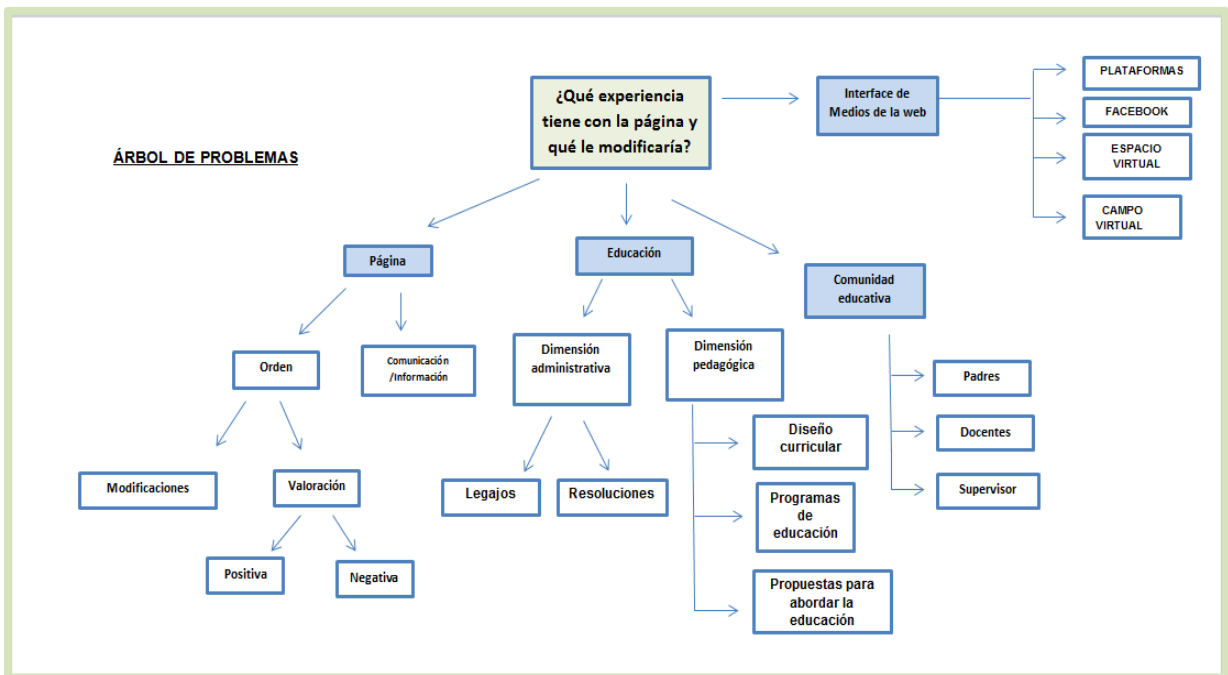 ¿Qué experiencia
tiene con la página y
qué le modificaría?
Interface de
Medios de la web
PLATAFORMAS
FACEBOOK
ESPACIO
VIRTUAL
CAMPO
VIRTUAL
ÁRBOL DE PROBLEMAS
Página
Educación
Comunidad
educativa
Orden
Comunicación
/Información
Dimensión
administrativa
Dimensión
pedagógica
Padres
Docentes
Supervisor
Modificaciones
Valoración
Legajos
Resoluciones
Diseño
curricular
Programas
de
educación
Positiva
Negativa
Propuestas para
abordar la
educación